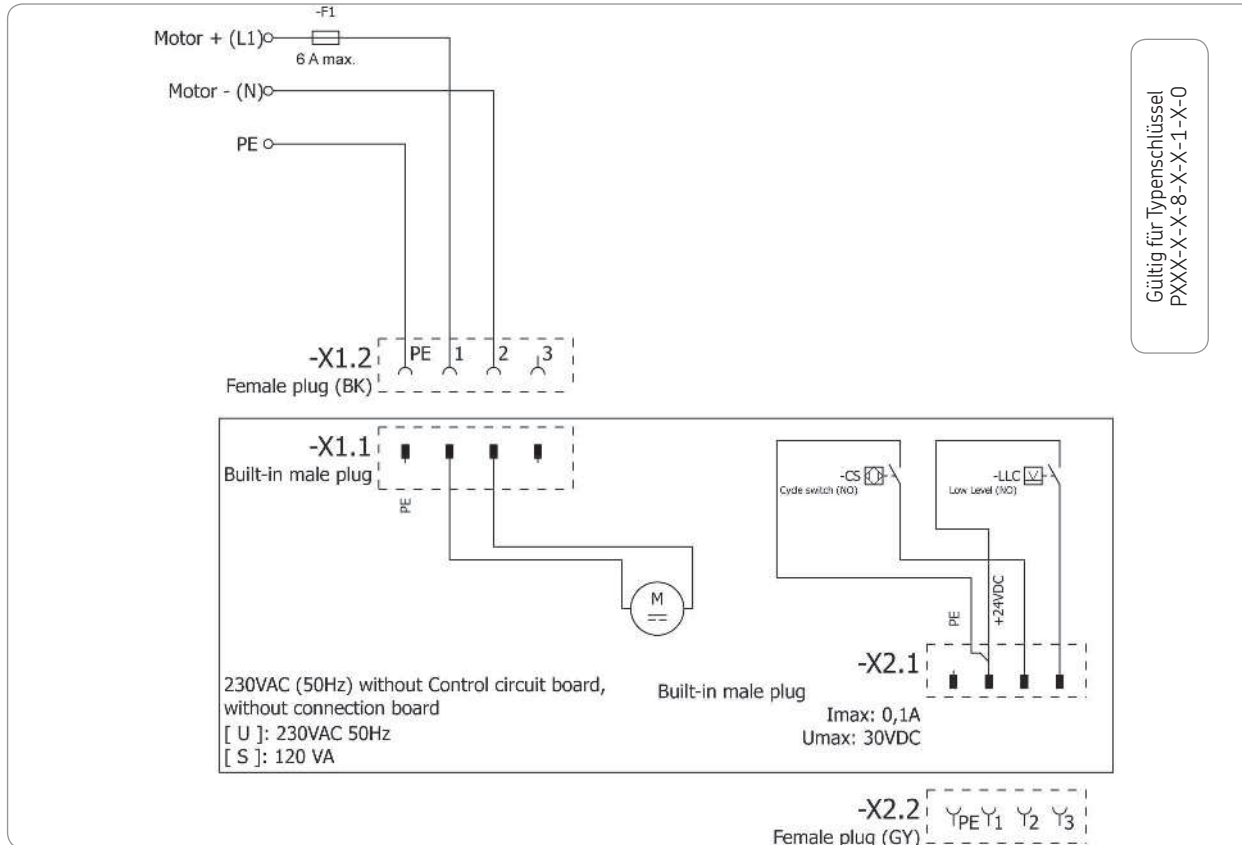 -F1
Motor + (L1)
6 A max.
Motor - (N)
PE
Gültig für Typenschlüssel
PXXX-X-X-8-X-X-1-X-0
-X1.2
PE 1 2 3
Female plug (BK)
-X1.1
Built-in male plug
PE
-CS
Cycle switch (NO)
-LLC
Low Level (NO)
M
PE
+24VDC
-X2.1
Built-in male plug
Imax: 0,1A
Umax: 30VDC
230VAC (50Hz) without Control circuit board,
without connection board
[ U ]: 230VAC 50Hz
[ S ]: 120 VA
-X2.2
PE 1 2 3
Female plug (GY)